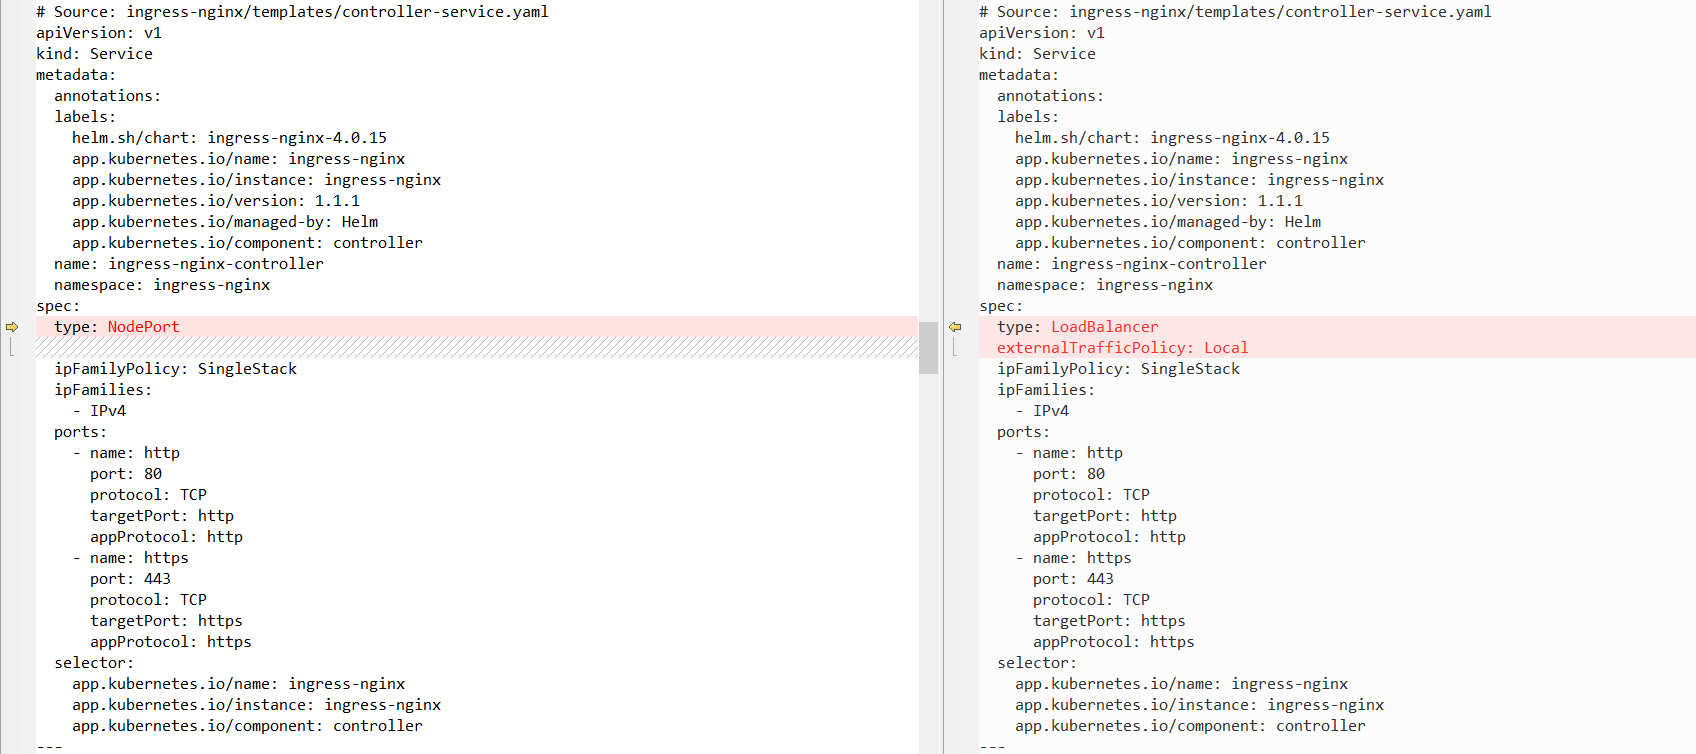 # Source: ingress-nginx/templates/controller-service.yaml
apiVersion: v1
kind: Service
metadata:
  annotations:
  labels:
    helm.sh/chart: ingress-nginx-4.0.15
    app.kubernetes.io/name: ingress-nginx
    app.kubernetes.io/instance: ingress-nginx
    app.kubernetes.io/version: 1.1.1
    app.kubernetes.io/managed-by: Helm
    app.kubernetes.io/component: controller
  name: ingress-nginx-controller
  namespace: ingress-nginx
spec:
  type: NodePort
  ipFamilyPolicy: SingleStack
  ipFamilies:
    - IPv4
  ports:
    - name: http
      port: 80
      protocol: TCP
      targetPort: http
      appProtocol: http
    - name: https
      port: 443
      protocol: TCP
      targetPort: https
      appProtocol: https
  selector:
    app.kubernetes.io/name: ingress-nginx
    app.kubernetes.io/instance: ingress-nginx
    app.kubernetes.io/component: controller
---
# Source: ingress-nginx/templates/controller-service.yaml
apiVersion: v1
kind: Service
metadata:
  annotations:
  labels:
    helm.sh/chart: ingress-nginx-4.0.15
    app.kubernetes.io/name: ingress-nginx
    app.kubernetes.io/instance: ingress-nginx
    app.kubernetes.io/version: 1.1.1
    app.kubernetes.io/managed-by: Helm
    app.kubernetes.io/component: controller
  name: ingress-nginx-controller
  namespace: ingress-nginx
spec:
  type: LoadBalancer
  externalTrafficPolicy: Local
  ipFamilyPolicy: SingleStack
  ipFamilies:
    - IPv4
  ports:
    - name: http
      port: 80
      protocol: TCP
      targetPort: http
      appProtocol: http
    - name: https
      port: 443
      protocol: TCP
      targetPort: https
      appProtocol: https
  selector:
    app.kubernetes.io/name: ingress-nginx
    app.kubernetes.io/instance: ingress-nginx
    app.kubernetes.io/component: controller
---